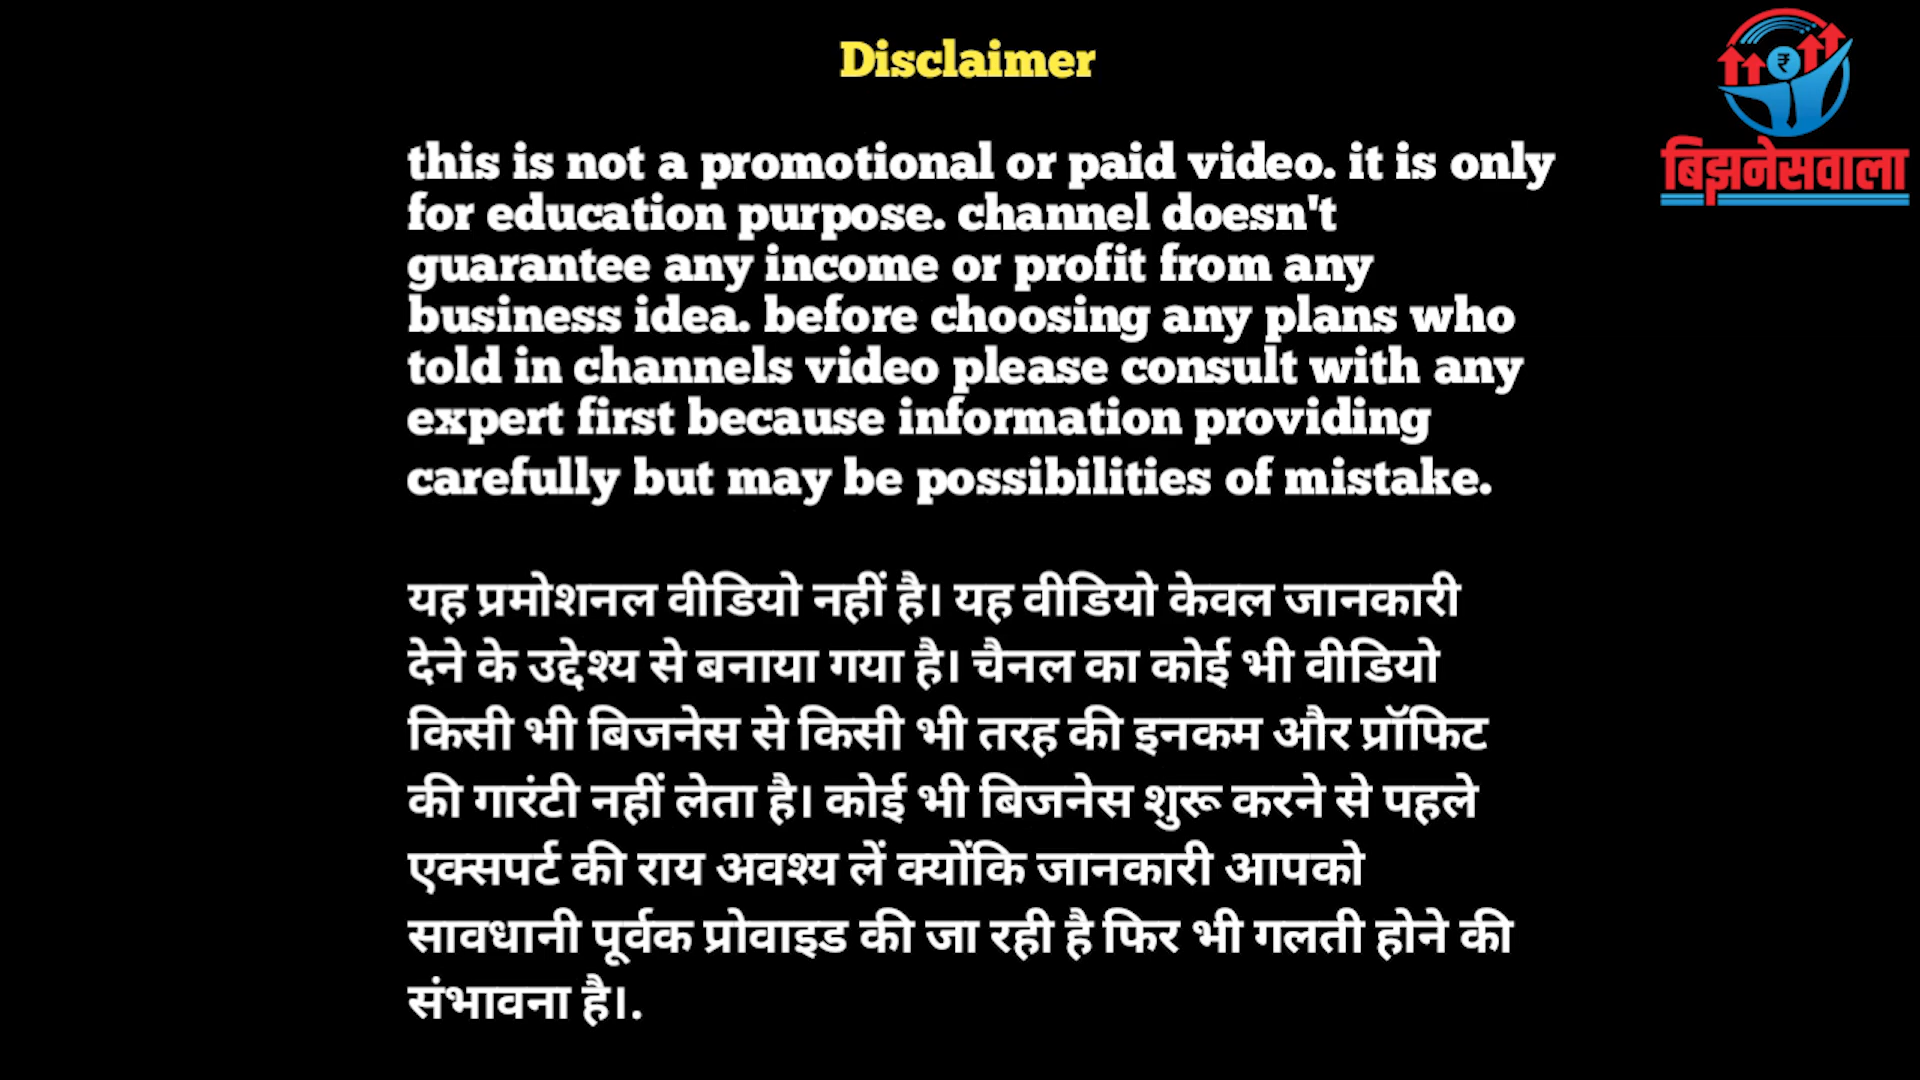 Disclaimer
बिझनेसवाला
this is not a promotional or paid video. it is only
for education purpose. channel doesn't
guarantee any income or profit from any
business idea. before choosing any plans who
told in channels video please consult with any
expert first because information providing
carefully but may be possibilities of mistake.
यह प्रमोशनल वीडियो नहीं है। यह वीडियो केवल जानकारी
देने के उद्देश्य से बनाया गया है। चैनल का कोई भी वीडियो
किसी भी बिजनेस से किसी भी तरह की इनकम और प्रॉफिट
की गारंटी नहीं लेता है। कोई भी बिजनेस शुरू करने से पहले
एक्सपर्ट की राय अवश्य लें क्योंकि जानकारी आपको
सावधानी पूर्वक प्रोवाइड की जा रही है फिर भी गलती होने की
संभावना है।.